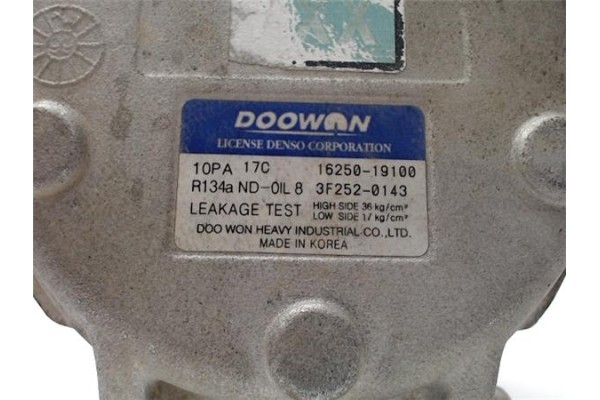 DOOWON
LICENSE DENSO CORPORATION
10PA 17C 16250-19100
R134a ND-OIL 8 3F252-0143
LEAKAGE TEST HIGH SIDE 36 kg/cm²
LOW SIDE 17 kg/cm²
DOO WON HEAVY INDUSTRIAL CO., LTD.
MADE IN KOREA